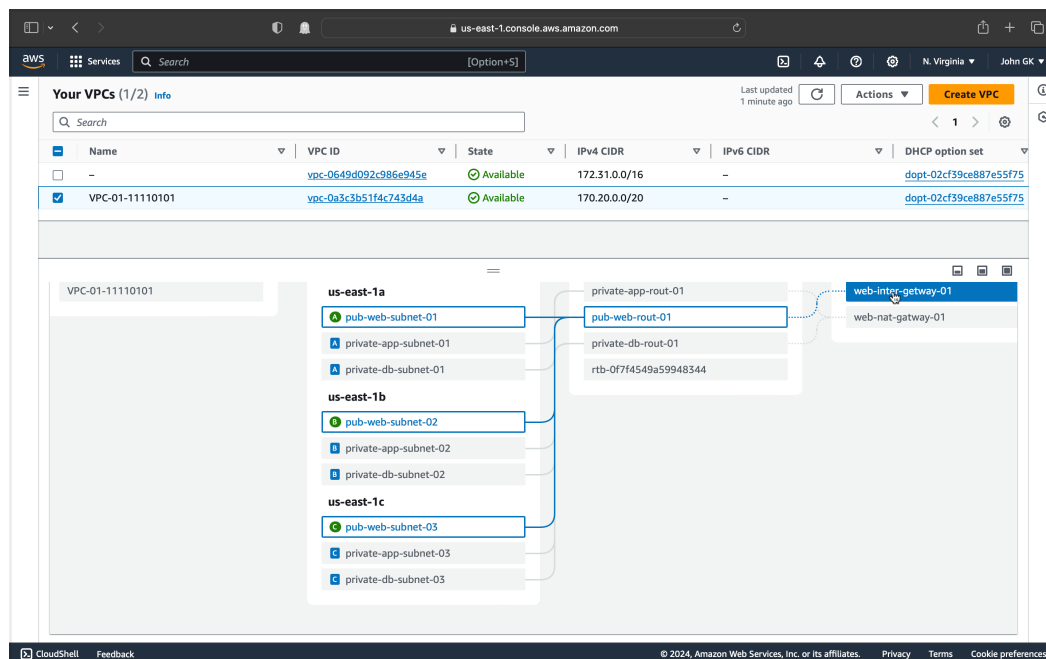 us-east-1.console.aws.amazon.com
aws Services Search [Option+S] N. Virginia John GK
Your VPCs (1/2) Info
Last updated
1 minute ago
Actions
Create VPC
Search
1
Name VPC ID State IPv4 CIDR IPv6 CIDR DHCP option set
– vpc-0649d092c986e945e Available 172.31.0.0/16 – dopt-02cf39ce887e55f75
VPC-01-11110101 vpc-0a3c3b51f4c743d4a Available 170.20.0.0/20 – dopt-02cf39ce887e55f75
VPC-01-11110101 us-east-1a private-app-rout-01 web-inter-getway-01
A pub-web-subnet-01 pub-web-rout-01 web-nat-gatway-01
A private-app-subnet-01 private-db-rout-01
A private-db-subnet-01 rtb-0f7f4549a59948344
us-east-1b
B pub-web-subnet-02
B private-app-subnet-02
B private-db-subnet-02
us-east-1c
C pub-web-subnet-03
C private-app-subnet-03
C private-db-subnet-03
CloudShell Feedback © 2024, Amazon Web Services, Inc. or its affiliates. Privacy Terms Cookie preferences